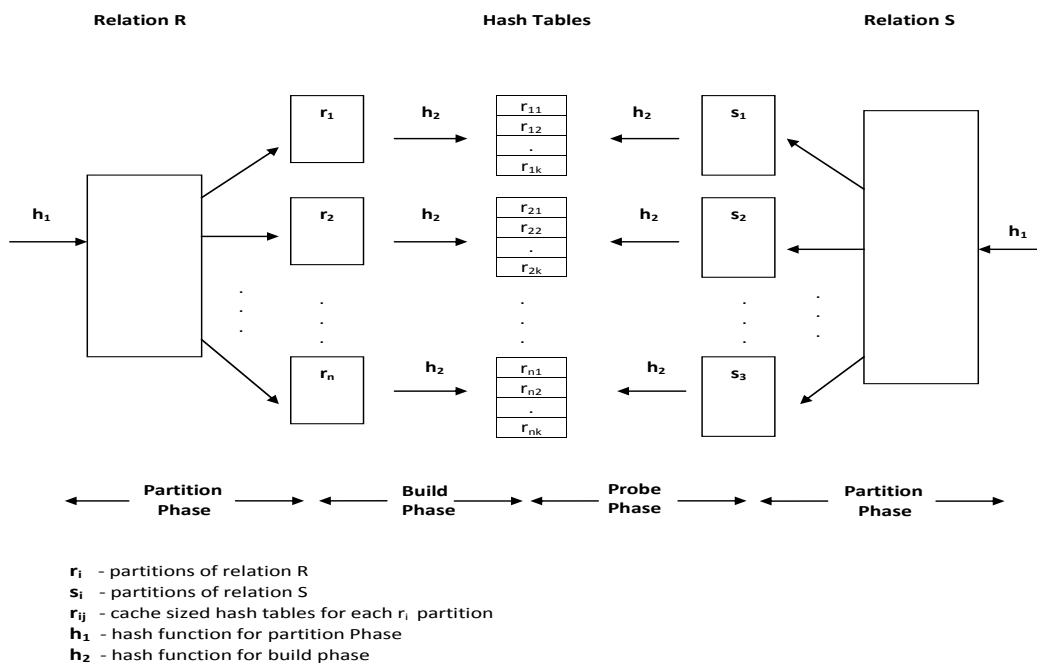 Relation R Hash Tables Relation S
r₁ h₂ r₁₁ h₂ s₁
r₁₂
.
r₁ₖ
h₁ r₂ h₂ r₂₁ h₂ s₂ h₁
r₂₂
.
r₂ₖ
. . . . .
. . . . .
. . . . .
rₙ h₂ rₙ₁ h₂ s₃
rₙ₂
.
rₙₖ
Partition Build Probe Partition
Phase Phase Phase Phase
rᵢ - partitions of relation R
sᵢ - partitions of relation S
rᵢⱼ - cache sized hash tables for each rᵢ partition
h₁ - hash function for partition Phase
h₂ - hash function for build phase